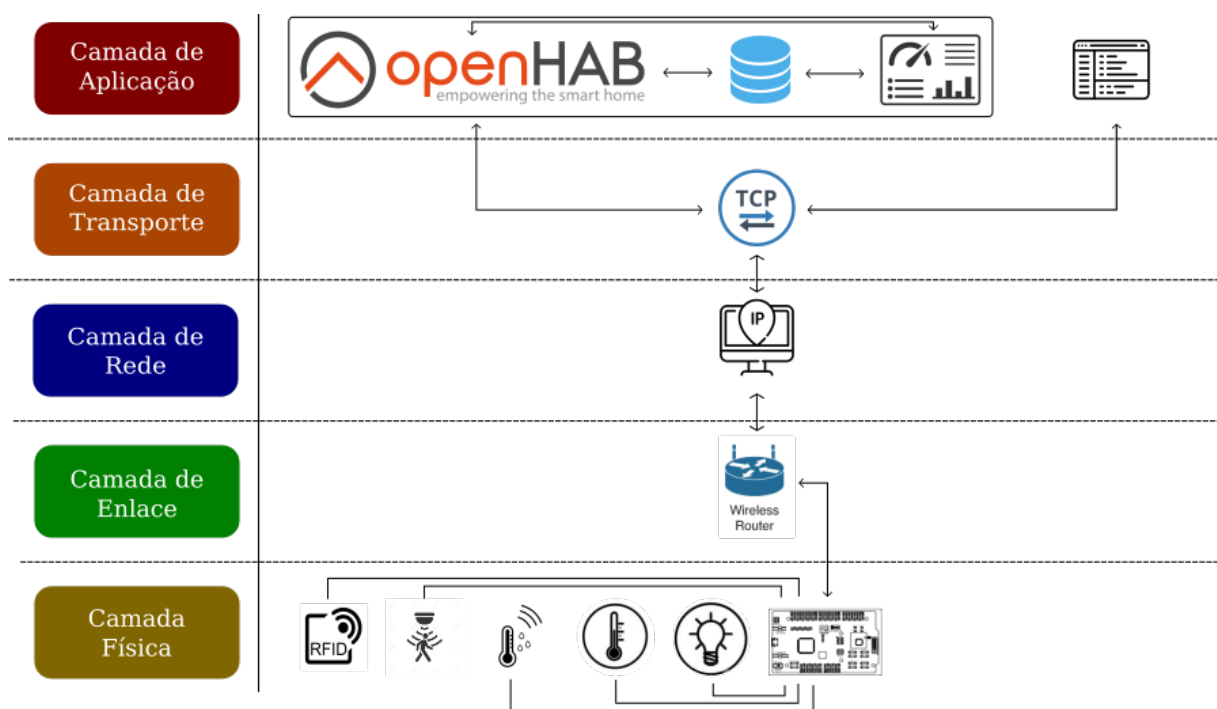 Camada de
Aplicação
openHAB
empowering the smart home
Camada de
Transporte
TCP
Camada de
Rede
IP
Camada de
Enlace
Wireless
Router
Camada
Física
RFID